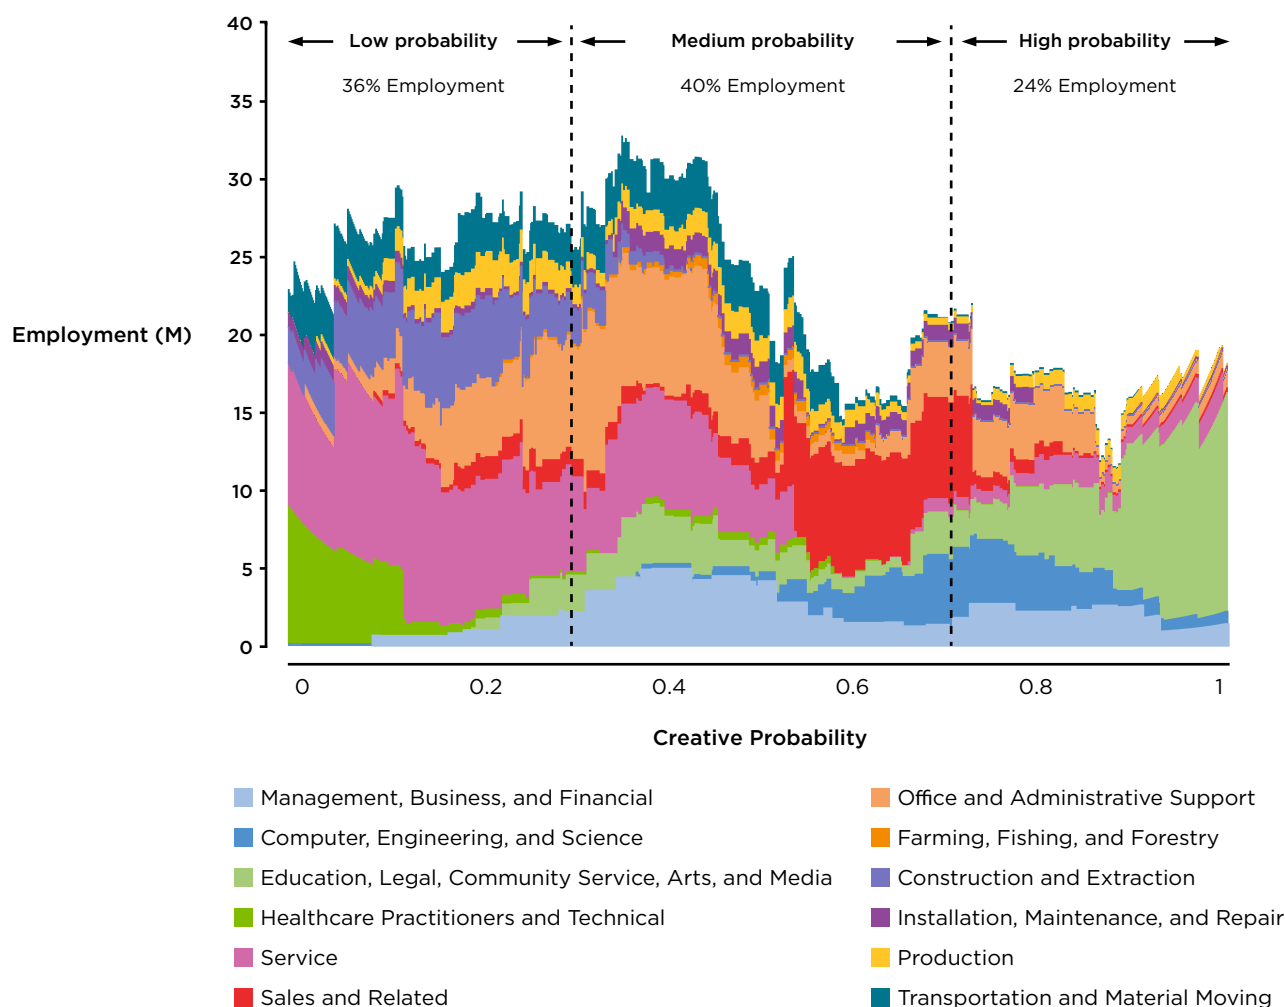 40
Low probability
Medium probability
High probability
36% Employment
40% Employment
24% Employment
35
30
25
20
Employment (M)
15
10
5
0
0 0.2 0.4 0.6 0.8 1
Creative Probability
Management, Business, and Financial
Computer, Engineering, and Science
Education, Legal, Community Service, Arts, and Media
Healthcare Practitioners and Technical
Service
Sales and Related
Office and Administrative Support
Farming, Fishing, and Forestry
Construction and Extraction
Installation, Maintenance, and Repair
Production
Transportation and Material Moving